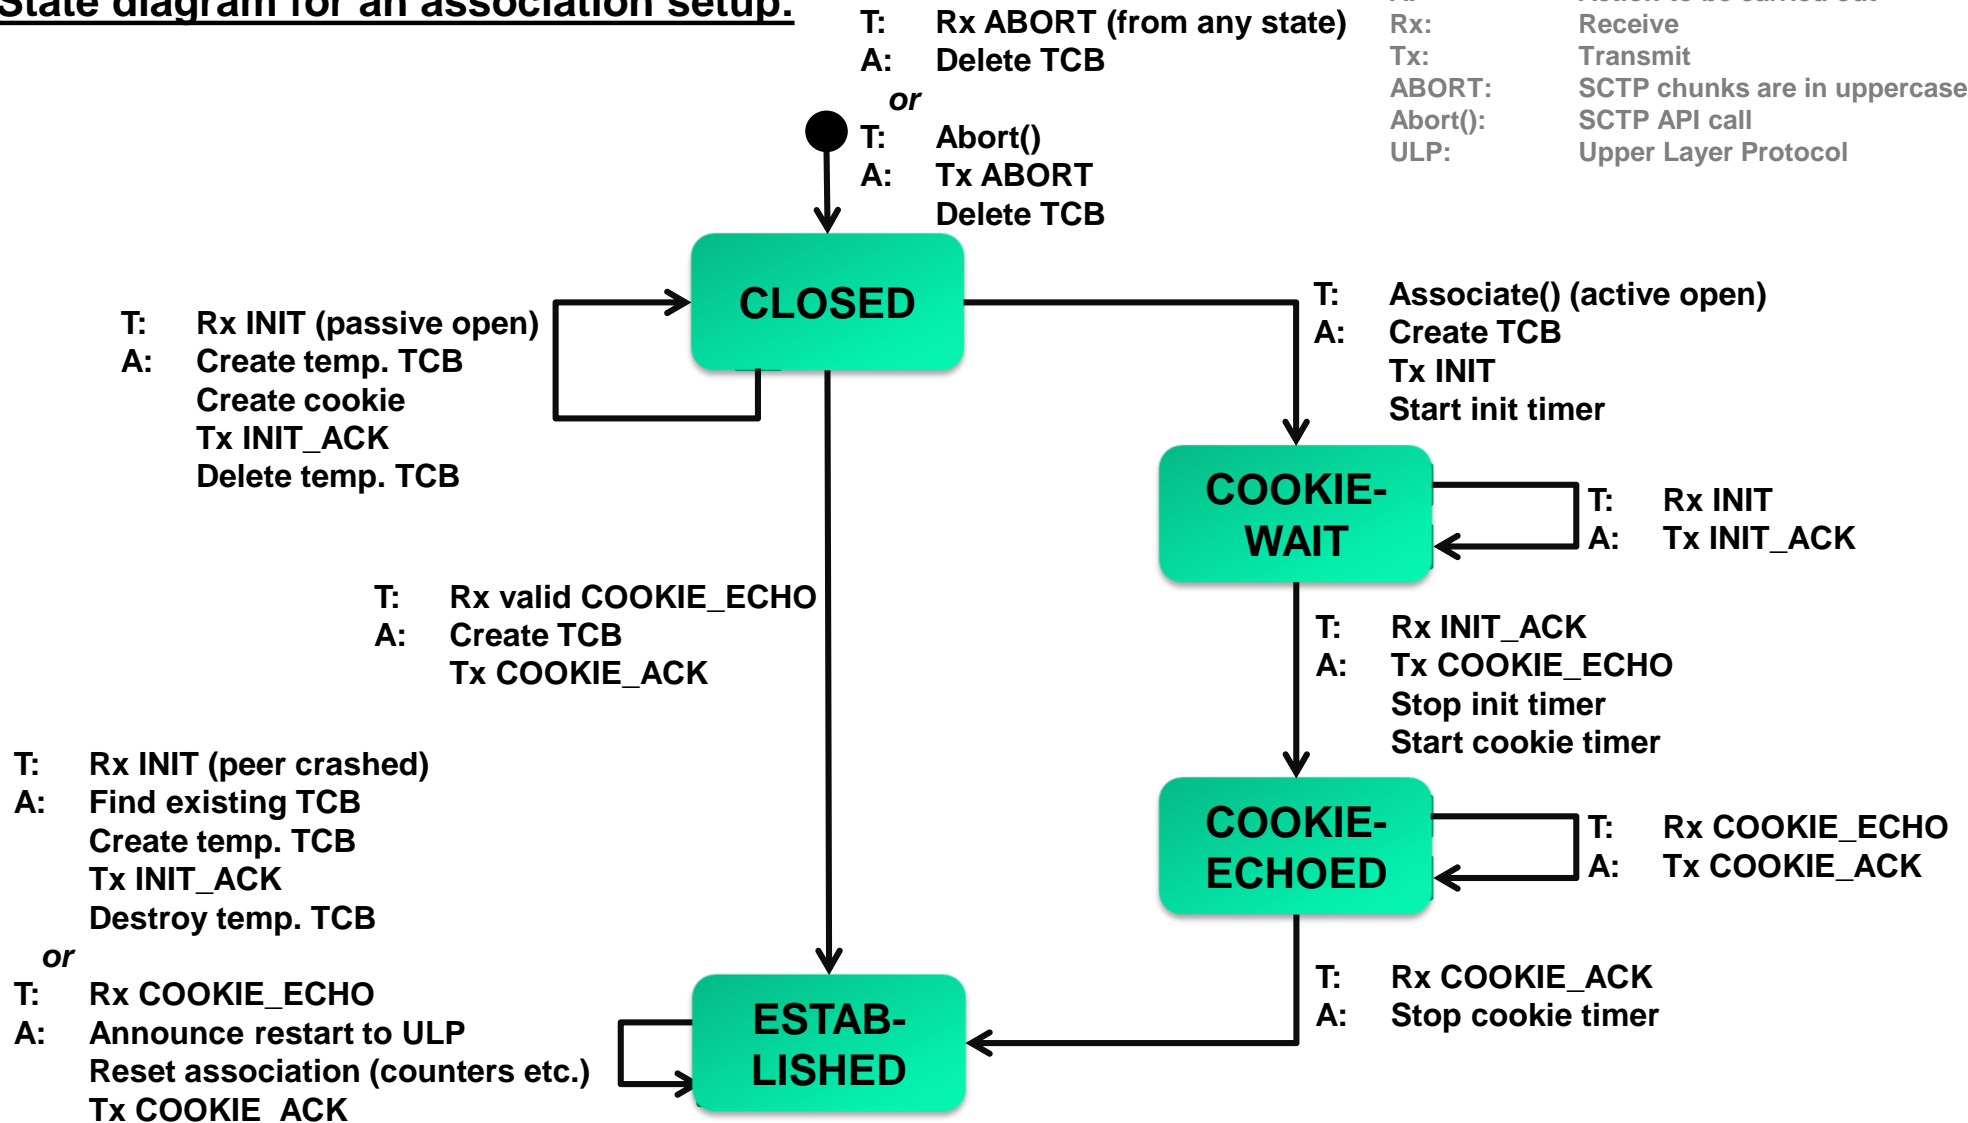 State diagram for an association setup:
T: Rx ABORT (from any state)
A: Delete TCB
or
T: Abort()
A: Tx ABORT
Delete TCB
A: Action to be carried out
Rx: Receive
Tx: Transmit
ABORT: SCTP chunks are in uppercase
Abort(): SCTP API call
ULP: Upper Layer Protocol
CLOSED
T: Rx INIT (passive open)
A: Create temp. TCB
Create cookie
Tx INIT_ACK
Delete temp. TCB
T: Associate() (active open)
A: Create TCB
Tx INIT
Start init timer
COOKIE-
WAIT
T: Rx INIT
A: Tx INIT_ACK
T: Rx valid COOKIE_ECHO
A: Create TCB
Tx COOKIE_ACK
T: Rx INIT_ACK
A: Tx COOKIE_ECHO
Stop init timer
Start cookie timer
COOKIE-
ECHOED
T: Rx COOKIE_ECHO
A: Tx COOKIE_ACK
T: Rx INIT (peer crashed)
A: Find existing TCB
Create temp. TCB
Tx INIT_ACK
Destroy temp. TCB
or
T: Rx COOKIE_ECHO
A: Announce restart to ULP
Reset association (counters etc.)
Tx COOKIE_ACK
ESTAB-
LISHED
T: Rx COOKIE_ACK
A: Stop cookie timer